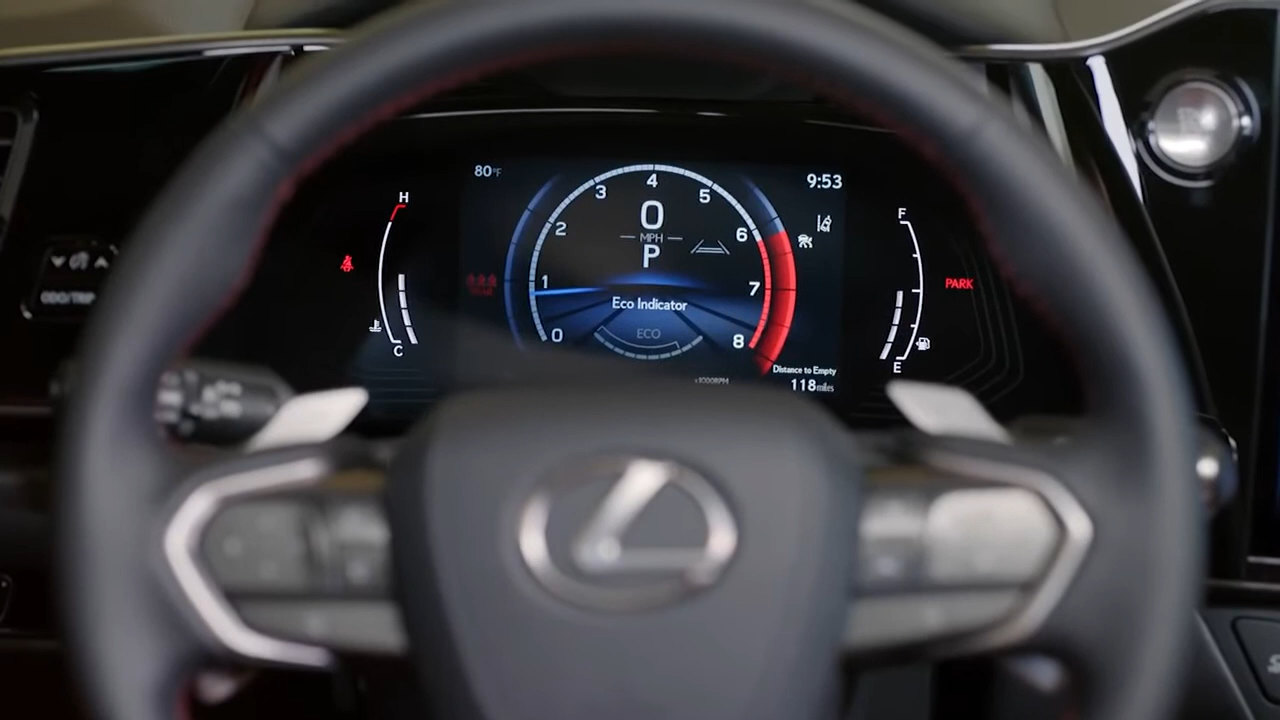 80°F
9:53
H
C
0
1
2
3
4
5
6
7
8
0
MPH
P
Eco Indicator
ECO
x1000RPM
Distance to Empty
118 miles
F
E
PARK
ODO/TRIP